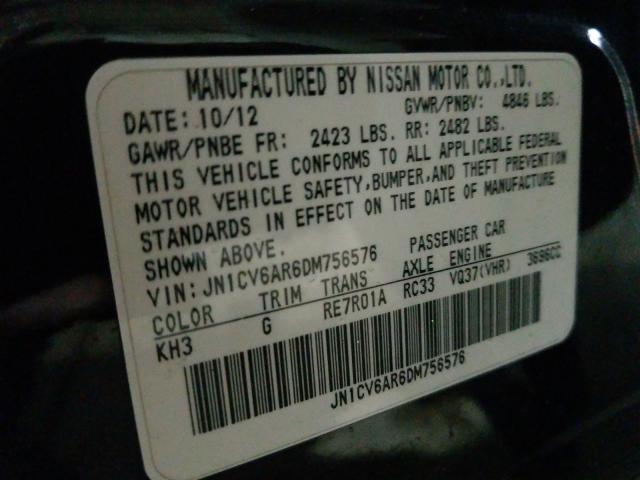 MANUFACTURED BY NISSAN MOTOR CO.,LTD.
DATE: 10/12 GVWR/PNBV: 4846 LBS.
GAWR/PNBE FR: 2423 LBS. RR: 2482 LBS.
THIS VEHICLE CONFORMS TO ALL APPLICABLE FEDERAL
MOTOR VEHICLE SAFETY,BUMPER,AND THEFT PREVENTION
STANDARDS IN EFFECT ON THE DATE OF MANUFACTURE
SHOWN ABOVE.
VIN: JN1CV6AR6DM756576 PASSENGER CAR
COLOR TRIM TRANS AXLE ENGINE
KH3 G RE7R01A RC33 VQ37(VHR) 3696CC
JN1CV6AR6DM756576